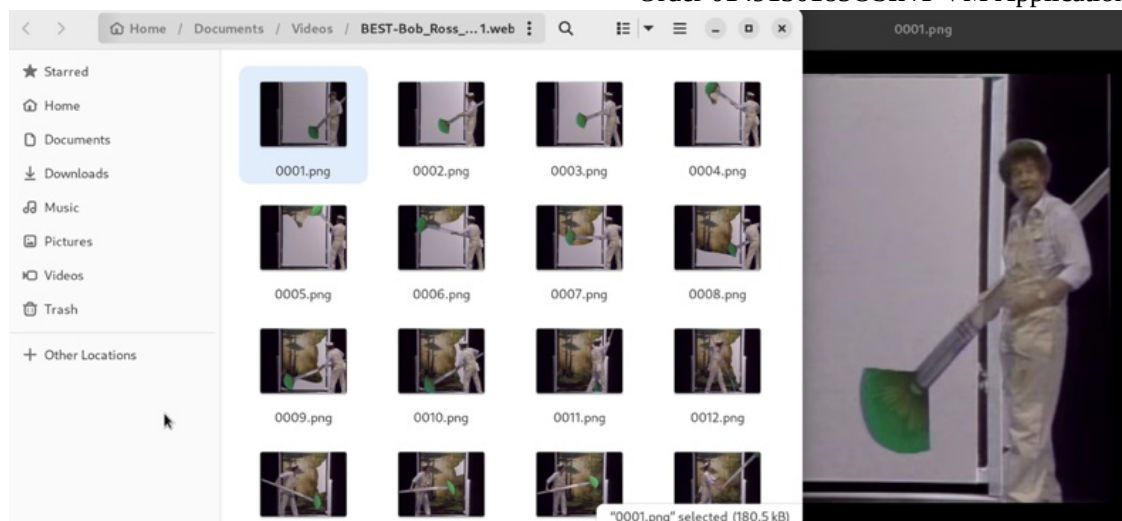 Home / Documents / Videos / BEST-Bob_Ross_...1.web
0001.png
Starred
Home
Documents
Downloads
Music
Pictures
Videos
Trash
Other Locations
0001.png 0002.png 0003.png 0004.png
0005.png 0006.png 0007.png 0008.png
0009.png 0010.png 0011.png 0012.png
"0001.png" selected (180.5 kB)